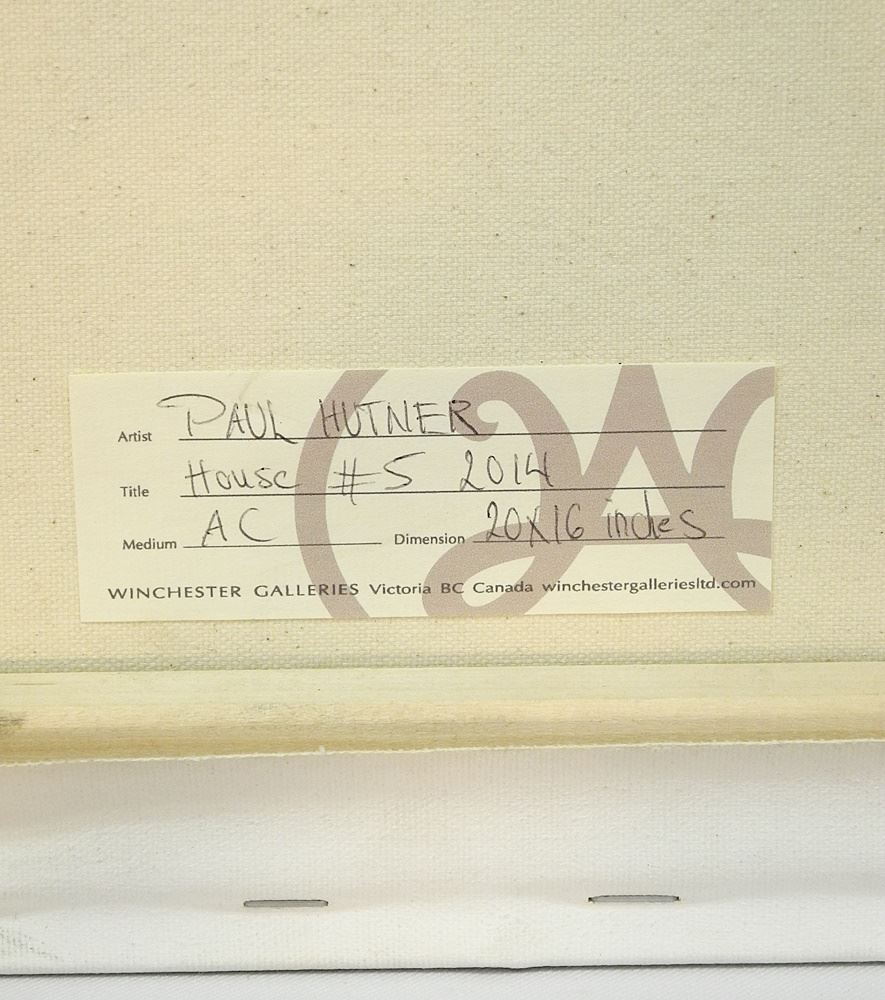 Artist PAUL HUTNER
Title House #5 2014
Medium AC Dimension 20X16 inches
WINCHESTER GALLERIES Victoria BC Canada winchestergalleriesltd.com